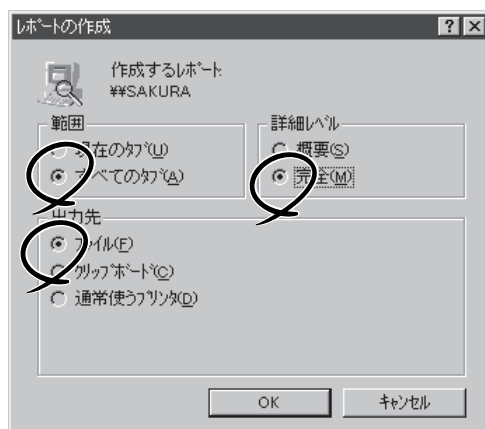 レポートの作成
作成するレポート:
¥¥SAKURA
範囲
現在のタブ(U)
すべてのタブ(A)
詳細レベル
概要(S)
完全(M)
出力先
ファイル(F)
クリップボード(C)
通常使うプリンタ(D)
OK
キャンセル